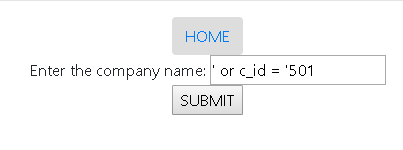 HOME
Enter the company name: ' or c_id = '501
SUBMIT